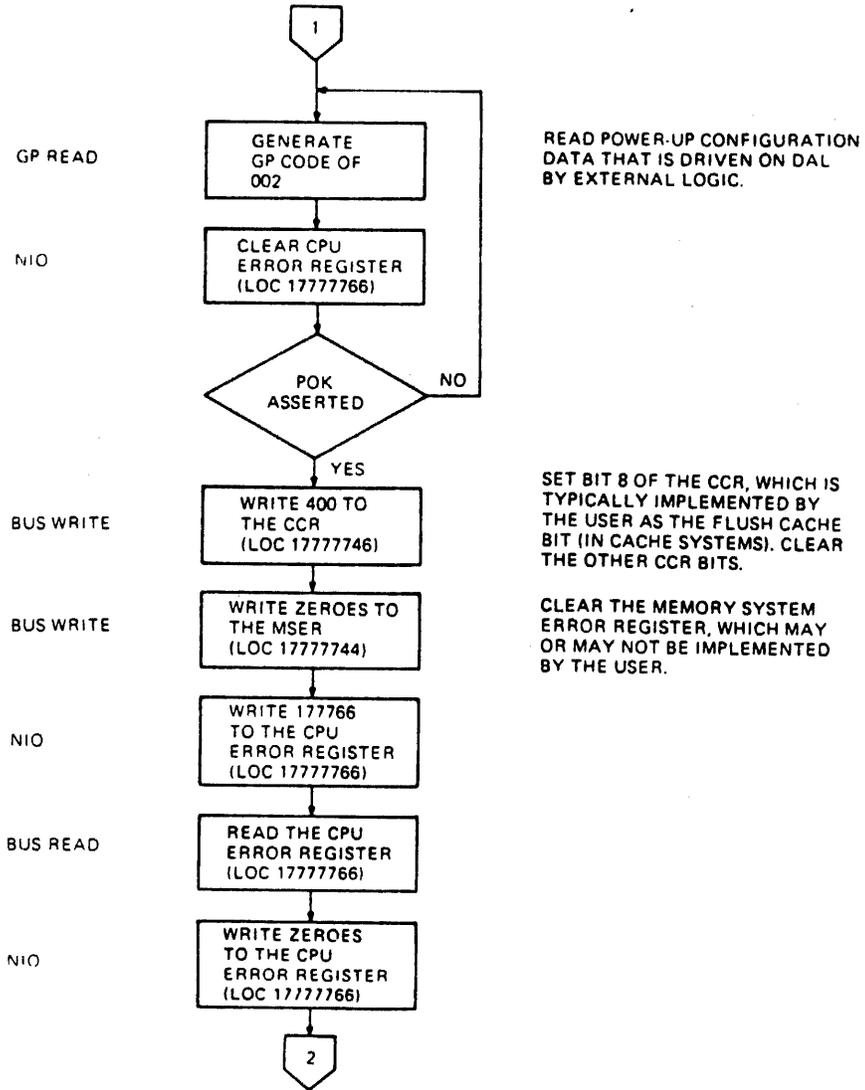 1
GP READ
GENERATE
GP CODE OF
002
READ POWER-UP CONFIGURATION
DATA THAT IS DRIVEN ON DAL
BY EXTERNAL LOGIC.
NIO
CLEAR CPU
ERROR REGISTER
(LOC 17777766)
POK
ASSERTED
NO
YES
BUS WRITE
WRITE 400 TO
THE CCR
(LOC 17777746)
SET BIT 8 OF THE CCR, WHICH IS
TYPICALLY IMPLEMENTED BY
THE USER AS THE FLUSH CACHE
BIT (IN CACHE SYSTEMS). CLEAR
THE OTHER CCR BITS.
BUS WRITE
WRITE ZEROES TO
THE MSER
(LOC 17777744)
CLEAR THE MEMORY SYSTEM
ERROR REGISTER, WHICH MAY
OR MAY NOT BE IMPLEMENTED
BY THE USER.
NIO
WRITE 177766
TO THE CPU
ERROR REGISTER
(LOC 17777766)
BUS READ
READ THE CPU
ERROR REGISTER
(LOC 17777766)
NIO
WRITE ZEROES
TO THE CPU
ERROR REGISTER
(LOC 17777766)
2